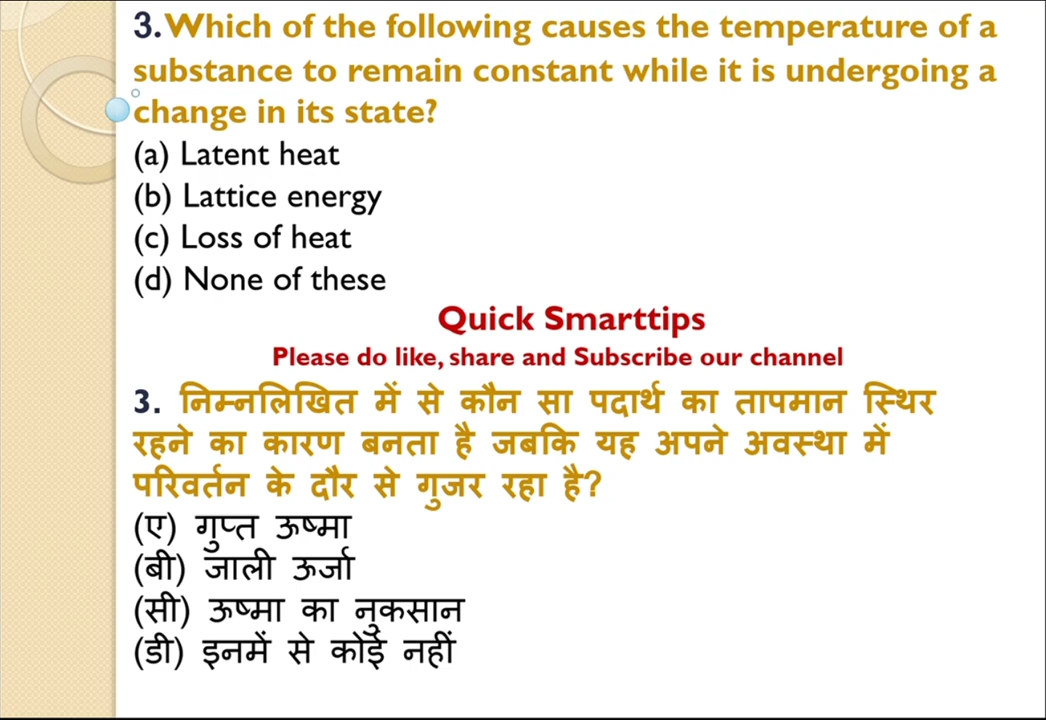 3.Which of the following causes the temperature of a
substance to remain constant while it is undergoing a
change in its state?
(a) Latent heat
(b) Lattice energy
(c) Loss of heat
(d) None of these
Quick Smarttips
Please do like, share and Subscribe our channel
3. निम्नलिखित में से कौन सा पदार्थ का तापमान स्थिर
रहने का कारण बनता है जबकि यह अपने अवस्था में
परिवर्तन के दौर से गुजर रहा है?
(ए) गुप्त ऊष्मा
(बी) जाली ऊर्जा
(सी) ऊष्मा का नुकसान
(डी) इनमें से कोई नहीं